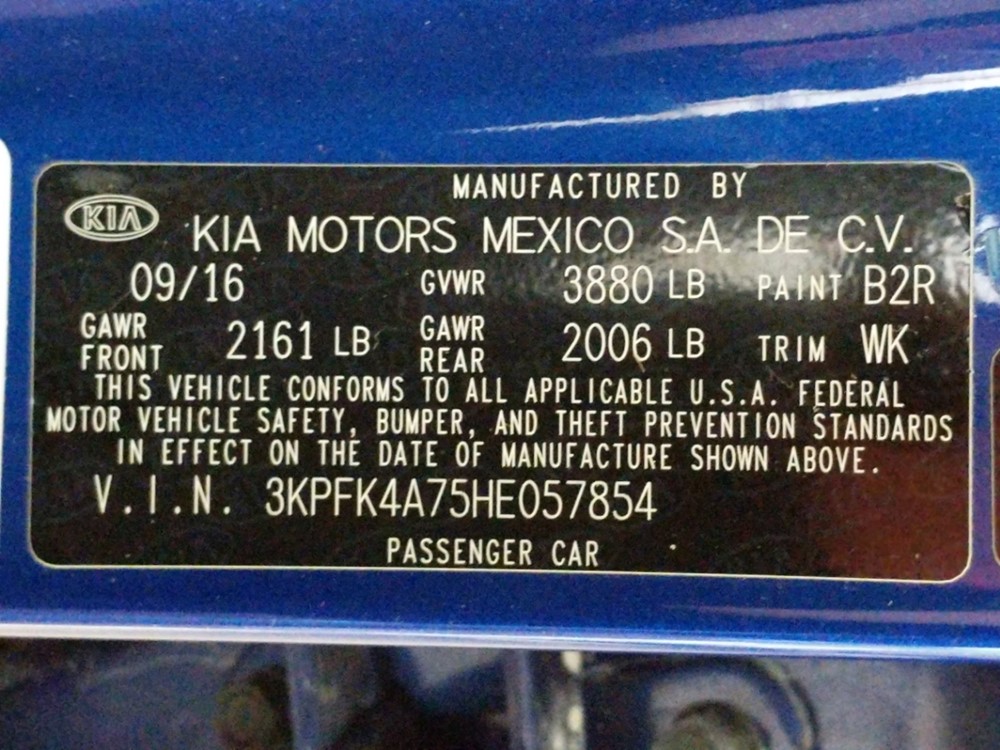 MANUFACTURED BY
KIA KIA MOTORS MEXICO S.A. DE C.V.
09/16 GVWR 3880 LB PAINT B2R
GAWR FRONT 2161 LB GAWR REAR 2006 LB TRIM WK
THIS VEHICLE CONFORMS TO ALL APPLICABLE U.S.A. FEDERAL
MOTOR VEHICLE SAFETY, BUMPER, AND THEFT PREVENTION STANDARDS
IN EFFECT ON THE DATE OF MANUFACTURE SHOWN ABOVE.
V.I.N. 3KPFK4A75HE057854
PASSENGER CAR